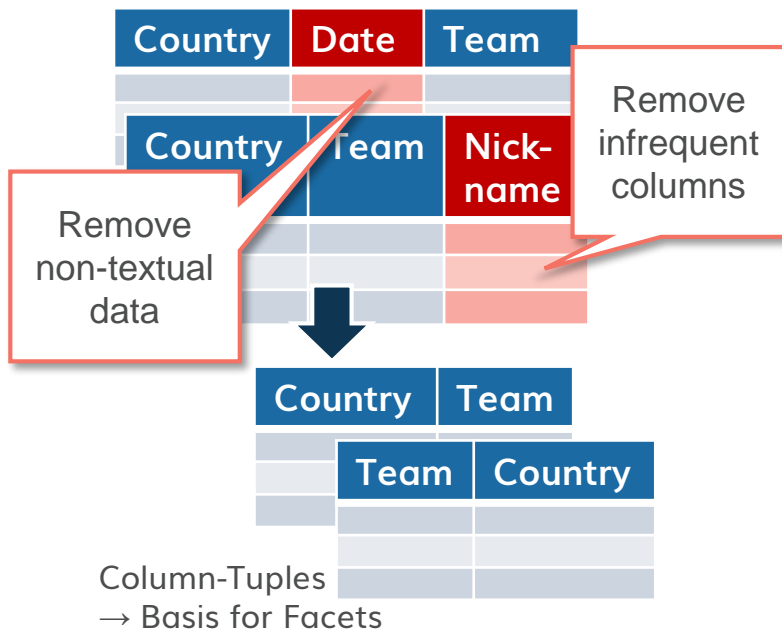 Country Date Team
Remove
infrequent
columns
Country Team Nick-
name
Remove
non-textual
data
Country Team
Team Country
Column-Tuples
→ Basis for Facets